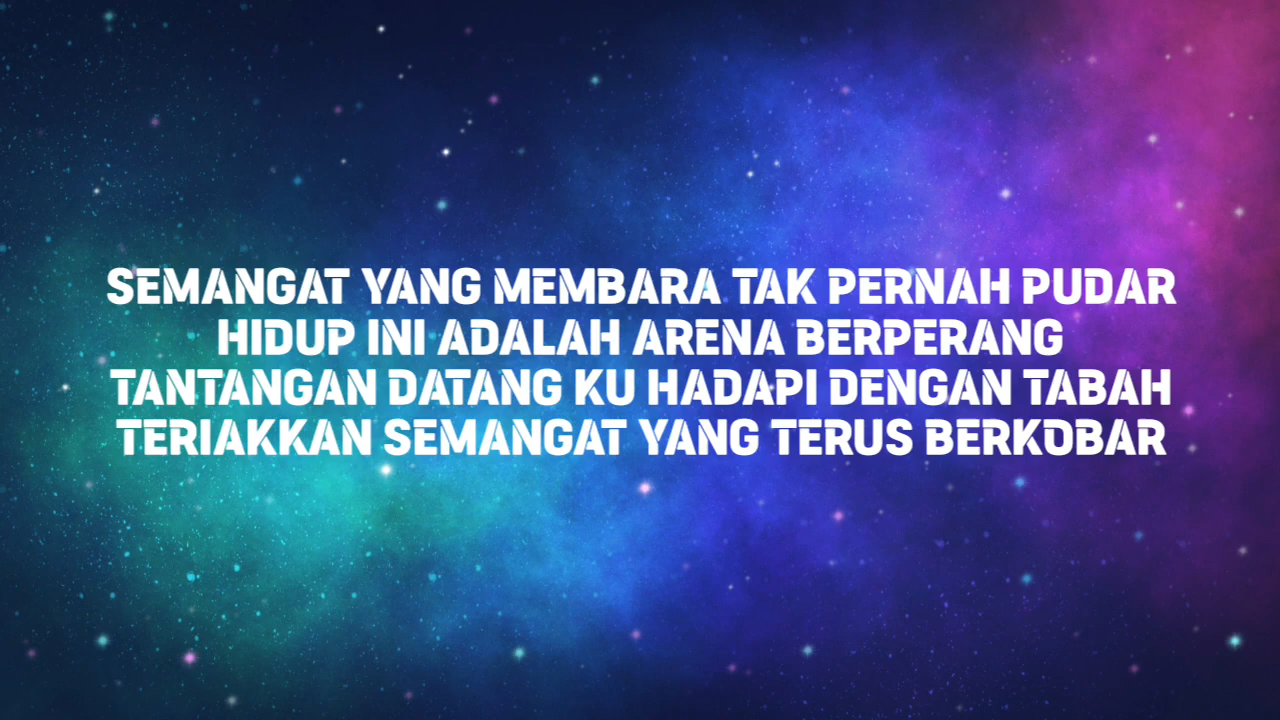 SEMANGAT YANG MEMBARA TAK PERNAH PUDAR
HIDUP INI ADALAH ARENA BERPERANG
TANTANGAN DATANG KU HADAPI DENGAN TABAH
TERIAKKAN SEMANGAT YANG TERUS BERKOBAR